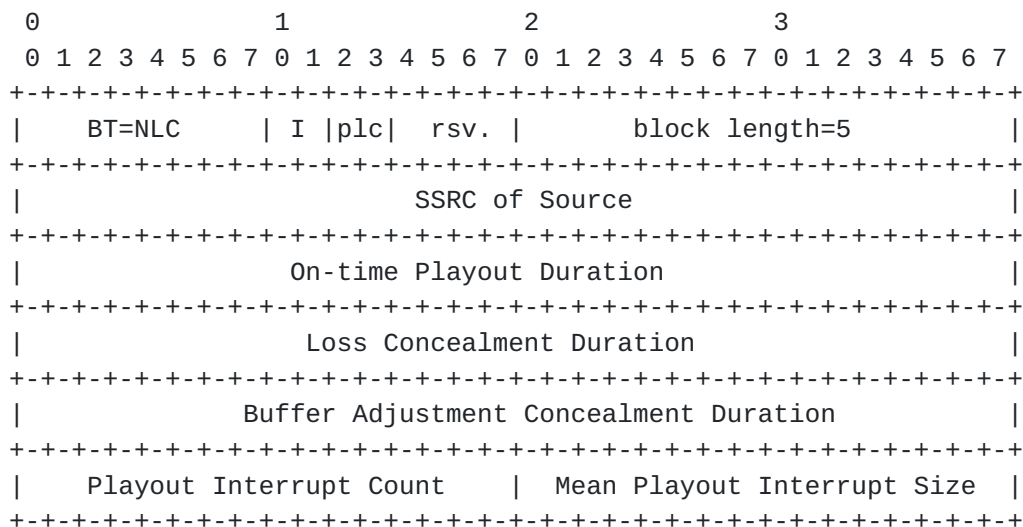 0                   1                   2                   3
0 1 2 3 4 5 6 7 0 1 2 3 4 5 6 7 0 1 2 3 4 5 6 7 0 1 2 3 4 5 6 7
+-+-+-+-+-+-+-+-+-+-+-+-+-+-+-+-+-+-+-+-+-+-+-+-+-+-+-+-+-+-+-+-+
|    BT=NLC     | I |plc|  rsv. |       block length=5          |
+-+-+-+-+-+-+-+-+-+-+-+-+-+-+-+-+-+-+-+-+-+-+-+-+-+-+-+-+-+-+-+-+
|                         SSRC of Source                        |
+-+-+-+-+-+-+-+-+-+-+-+-+-+-+-+-+-+-+-+-+-+-+-+-+-+-+-+-+-+-+-+-+
|                 On-time Playout Duration                      |
+-+-+-+-+-+-+-+-+-+-+-+-+-+-+-+-+-+-+-+-+-+-+-+-+-+-+-+-+-+-+-+-+
|                  Loss Concealment Duration                    |
+-+-+-+-+-+-+-+-+-+-+-+-+-+-+-+-+-+-+-+-+-+-+-+-+-+-+-+-+-+-+-+-+
|              Buffer Adjustment Concealment Duration           |
+-+-+-+-+-+-+-+-+-+-+-+-+-+-+-+-+-+-+-+-+-+-+-+-+-+-+-+-+-+-+-+-+
|    Playout Interrupt Count    |  Mean Playout Interrupt Size  |
+-+-+-+-+-+-+-+-+-+-+-+-+-+-+-+-+-+-+-+-+-+-+-+-+-+-+-+-+-+-+-+-+